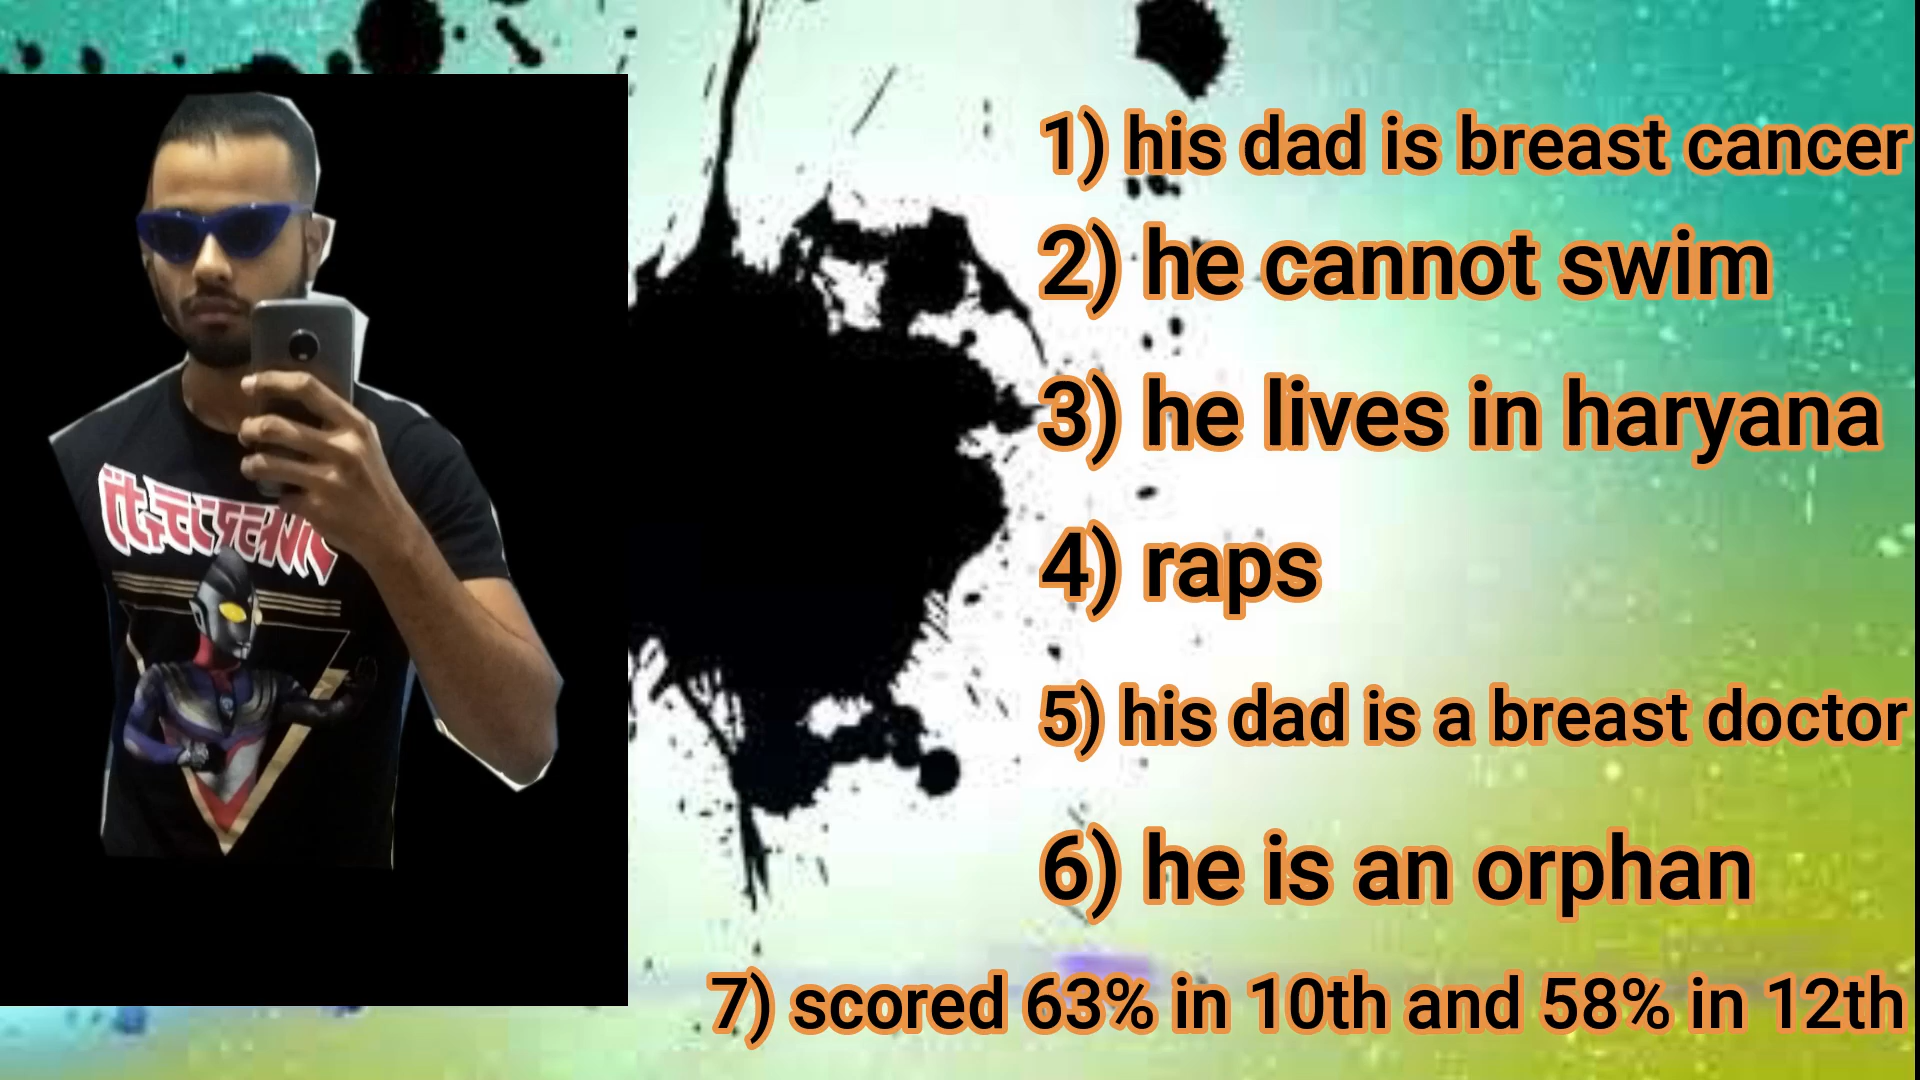 1) his dad is breast cancer
2) he cannot swim
3) he lives in haryana
4) raps
5) his dad is a breast doctor
6) he is an orphan
7) scored 63% in 10th and 58% in 12th